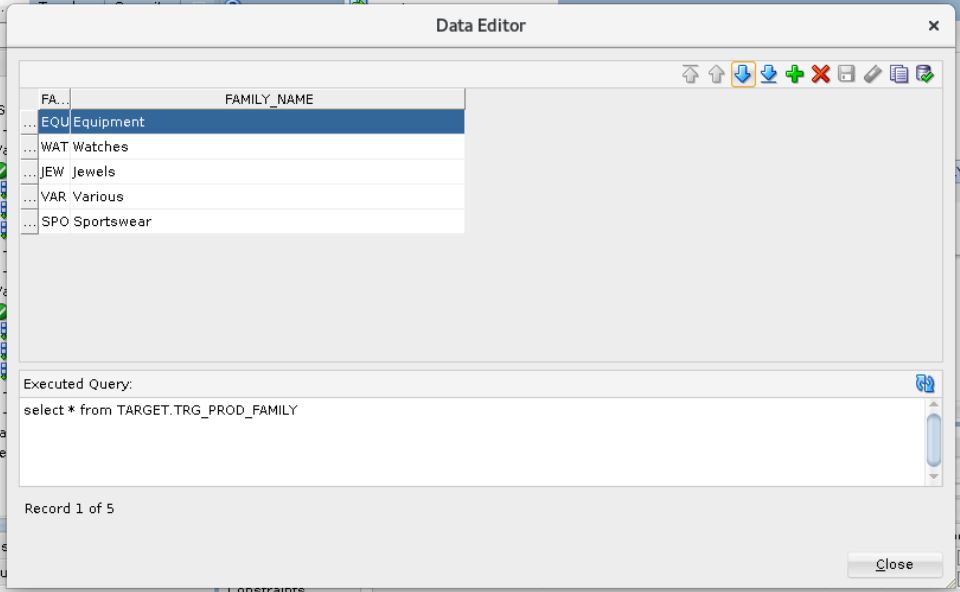 Data Editor
FA... FAMILY_NAME
... EQU Equipment
... WAT Watches
... JEW Jewels
... VAR Various
... SPO Sportswear
Executed Query:
select * from TARGET.TRG_PROD_FAMILY
Record 1 of 5
Close
Constraints